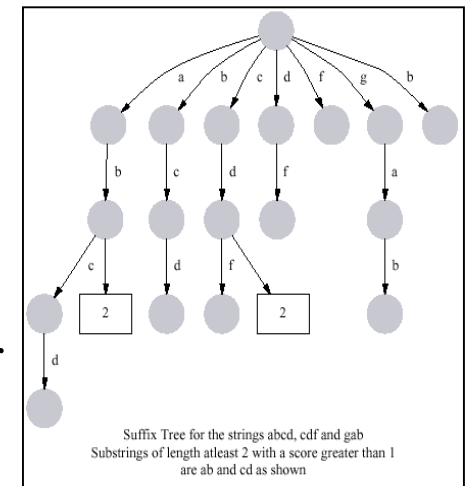 a b c d f g b
b c d f a
c 2 d f 2 b
d
Suffix Tree for the strings abcd, cdf and gab
Substrings of length atleast 2 with a score greater than 1
are ab and cd as shown